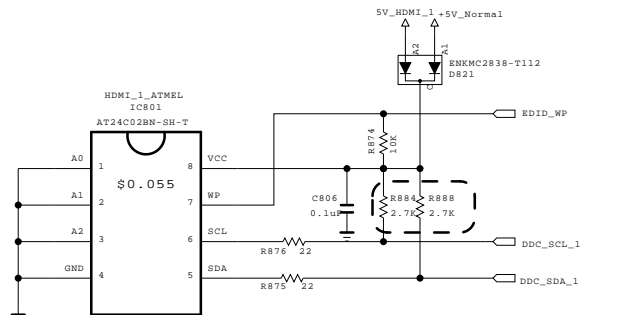 5V_HDMI_1 +5V_Normal
A2 A1
ENKMC2838-T112
D821
C
HDMI_1_ATMEL
IC801
AT24C02BN-SH-T
EDID_WP
R874
10K
A0 1 8 VCC
$0.055
A1 2 7 WP
C806
0.1uF
R884 R888
2.7K 2.7K
A2 3 6 SCL
R876 22
DDC_SCL_1
GND 4 5 SDA
R875 22
DDC_SDA_1